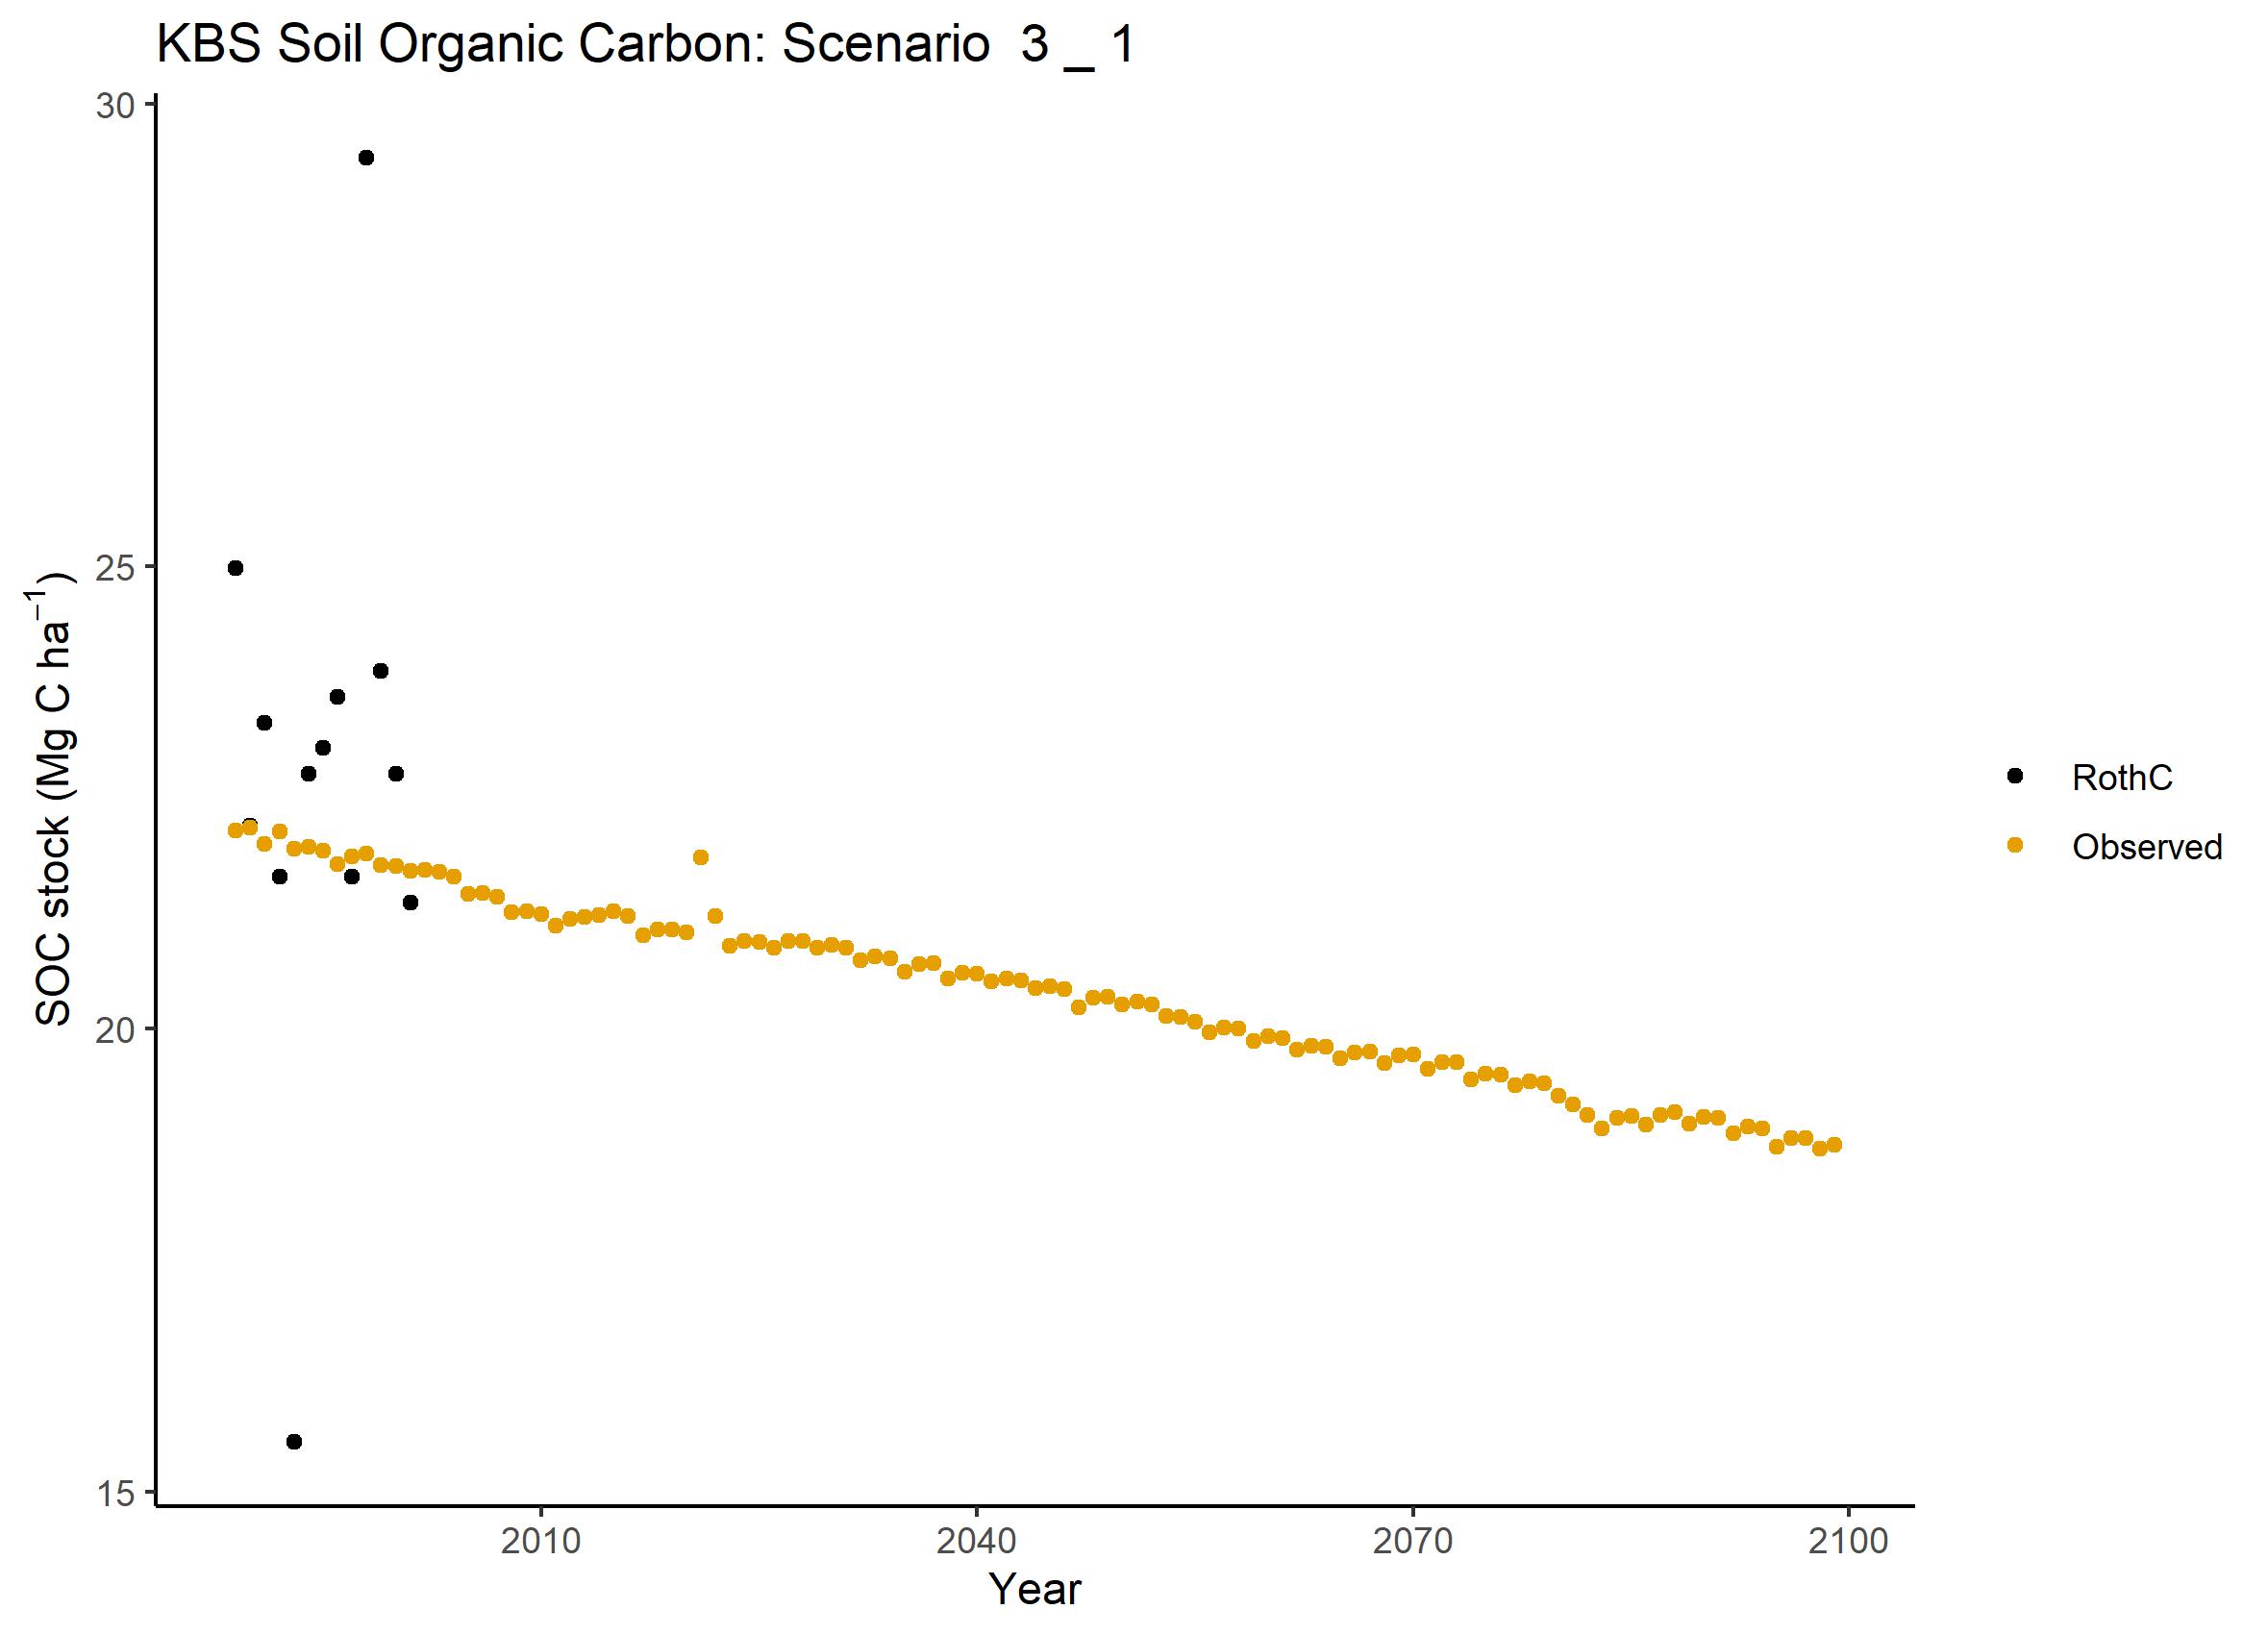 KBS Soil Organic Carbon: Scenario  3 _ 1
30
25
20
15
SOC stock (Mg C ha⁻¹)
2010 2040 2070 2100
Year
RothC
Observed